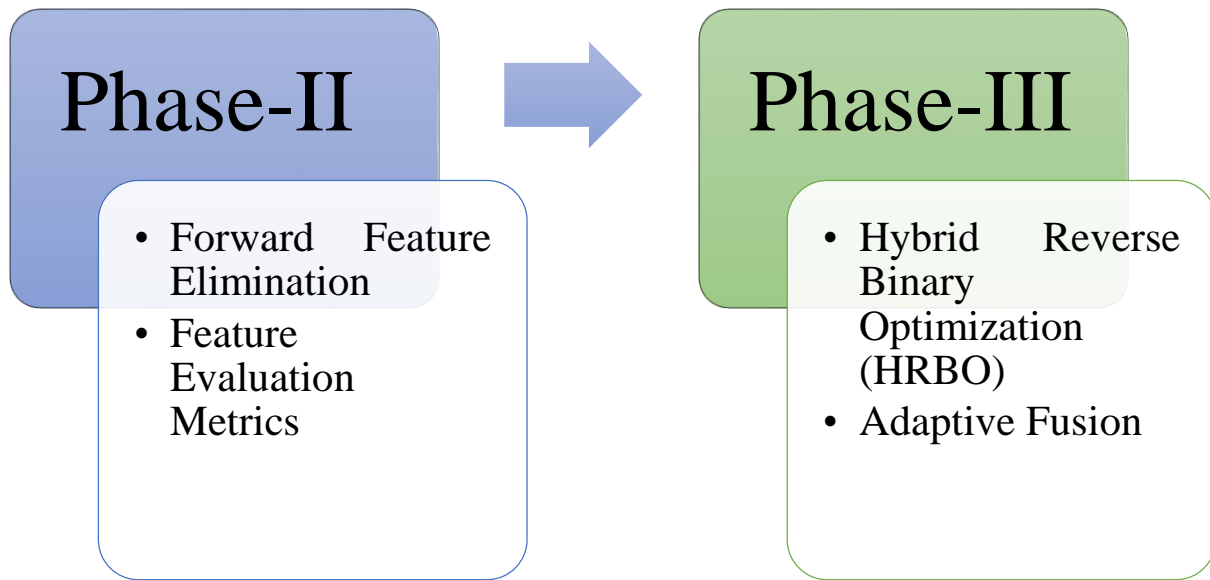 Phase-II
• Forward Feature
Elimination
• Feature
Evaluation
Metrics
Phase-III
• Hybrid Reverse
Binary
Optimization
(HRBO)
• Adaptive Fusion